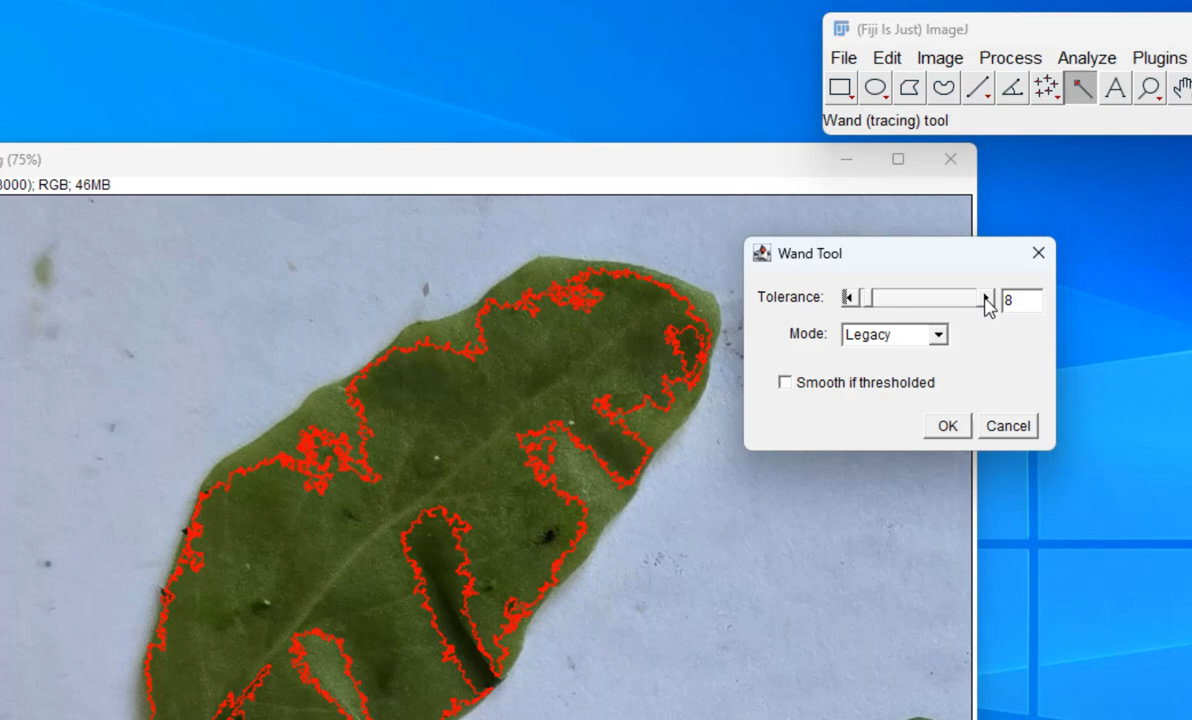 (Fiji Is Just) ImageJ
File Edit Image Process Analyze Plugins
Wand (tracing) tool
g (75%)
3000); RGB; 46MB
Wand Tool
Tolerance: 8
Mode: Legacy
Smooth if thresholded
OK Cancel